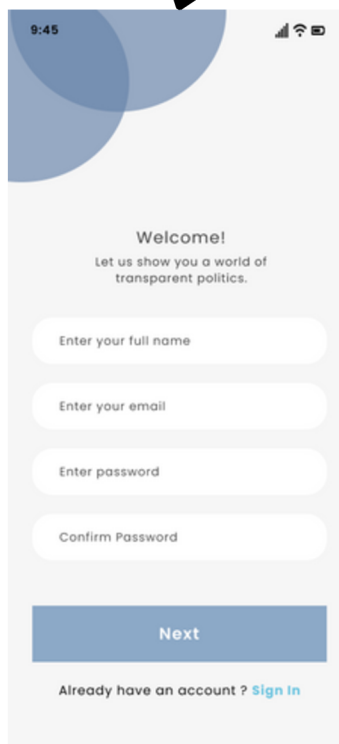 9:45
Welcome!
Let us show you a world of
transparent politics.
Enter your full name
Enter your email
Enter password
Confirm Password
Next
Already have an account ? Sign In